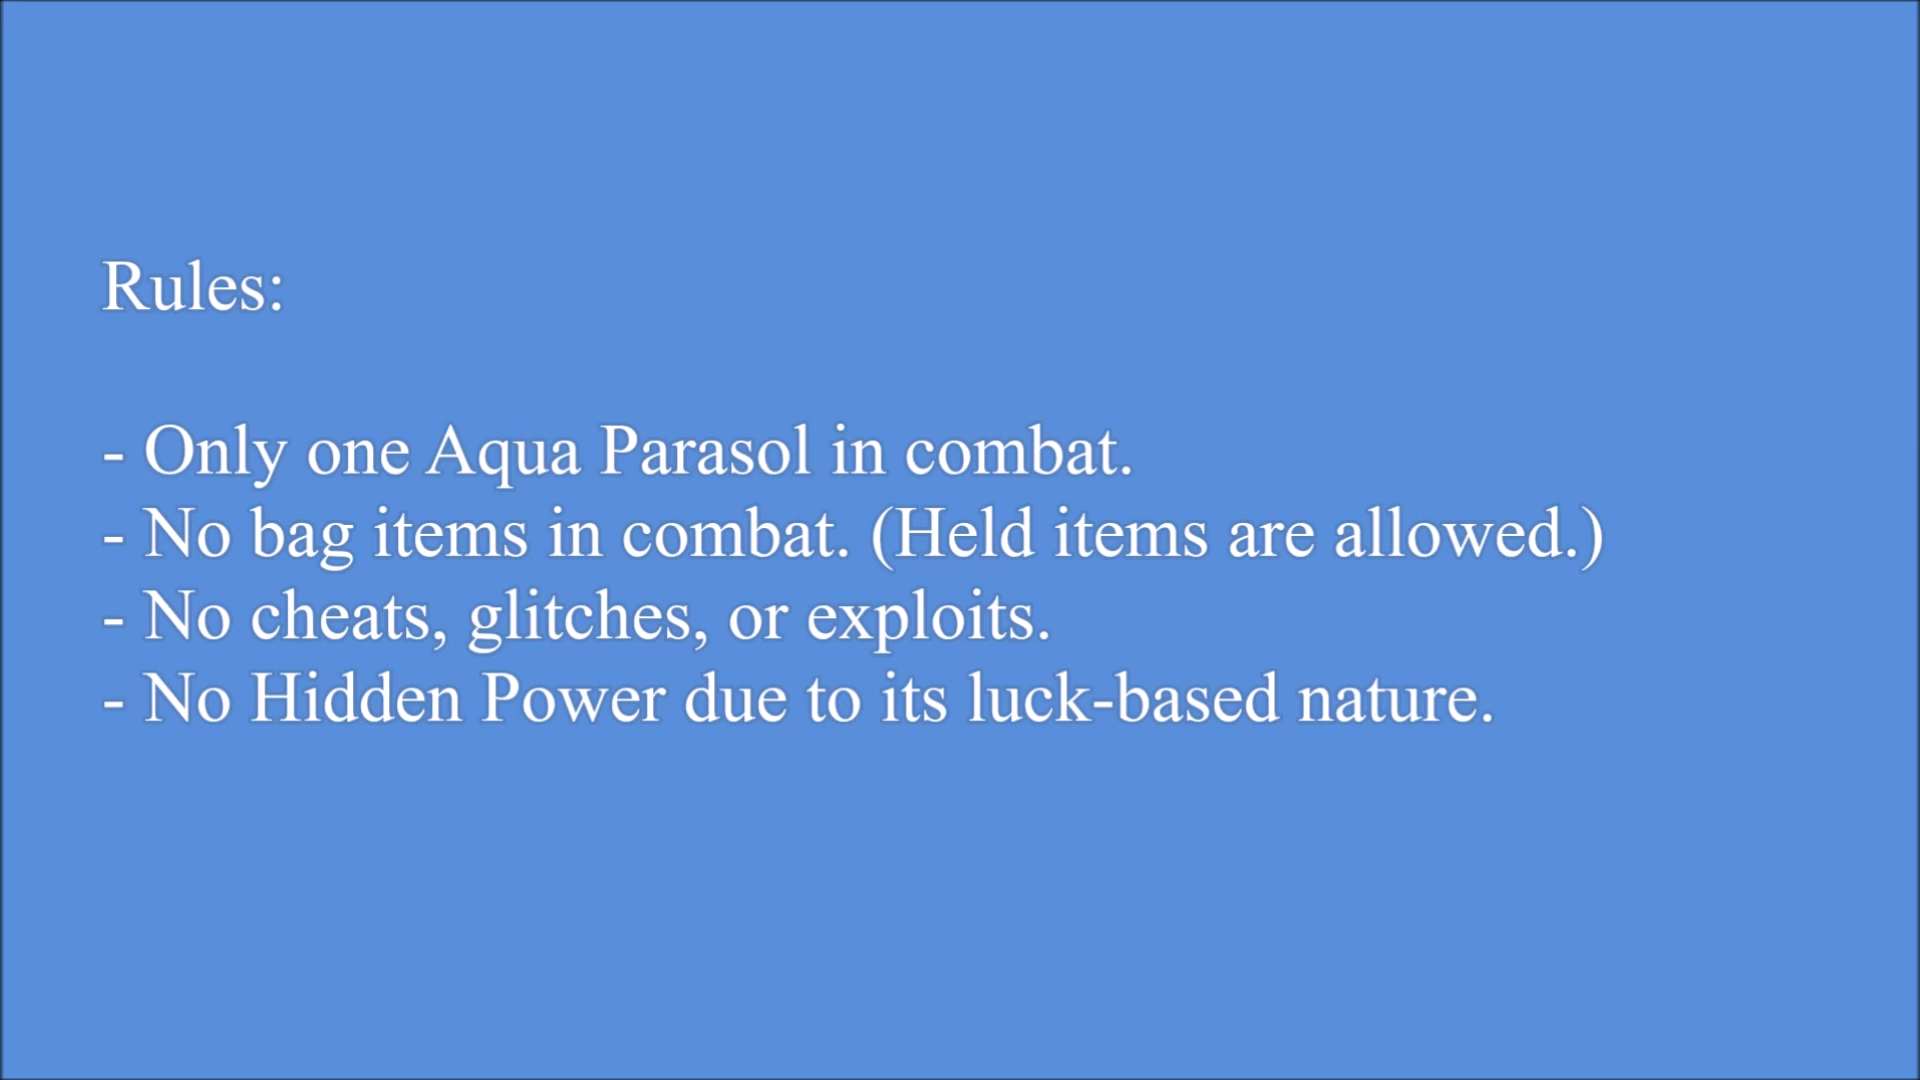 Rules:
- Only one Aqua Parasol in combat.
- No bag items in combat. (Held items are allowed.)
- No cheats, glitches, or exploits.
- No Hidden Power due to its luck-based nature.